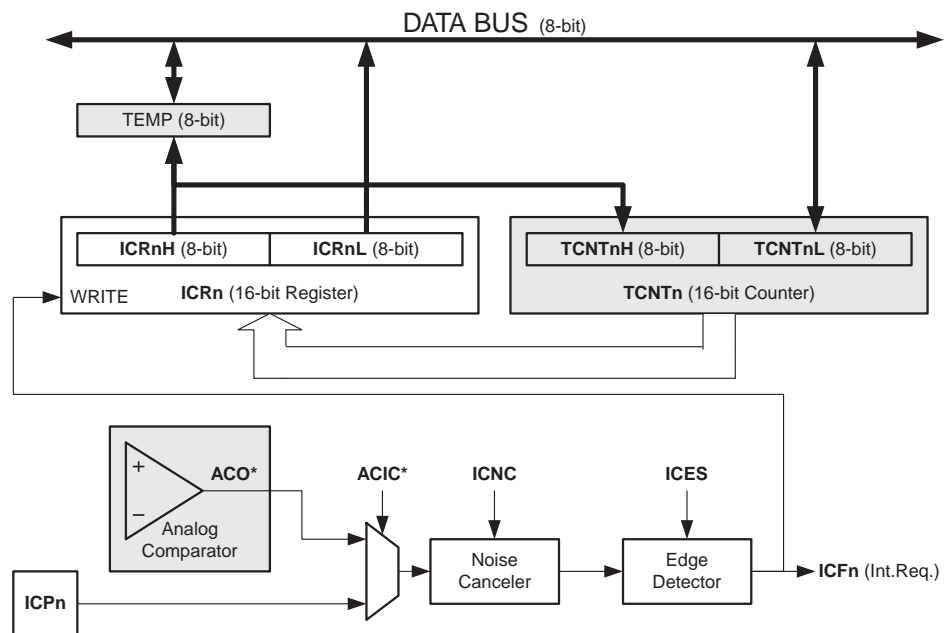 DATA BUS (8-bit)
TEMP (8-bit)
ICRnH (8-bit) ICRnL (8-bit)
TCNTnH (8-bit) TCNTnL (8-bit)
WRITE
ICRn (16-bit Register)
TCNTn (16-bit Counter)
+
−
ACO*
Analog
Comparator
ACIC*
ICNC
ICES
Noise
Canceler
Edge
Detector
ICFn (Int.Req.)
ICPn